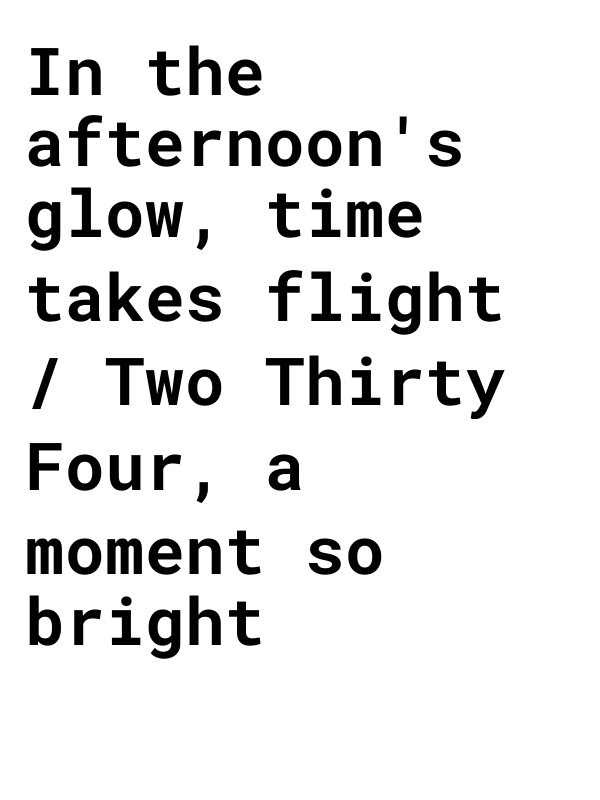 In the
afternoon's
glow, time
takes flight
/ Two Thirty
Four, a
moment so
bright